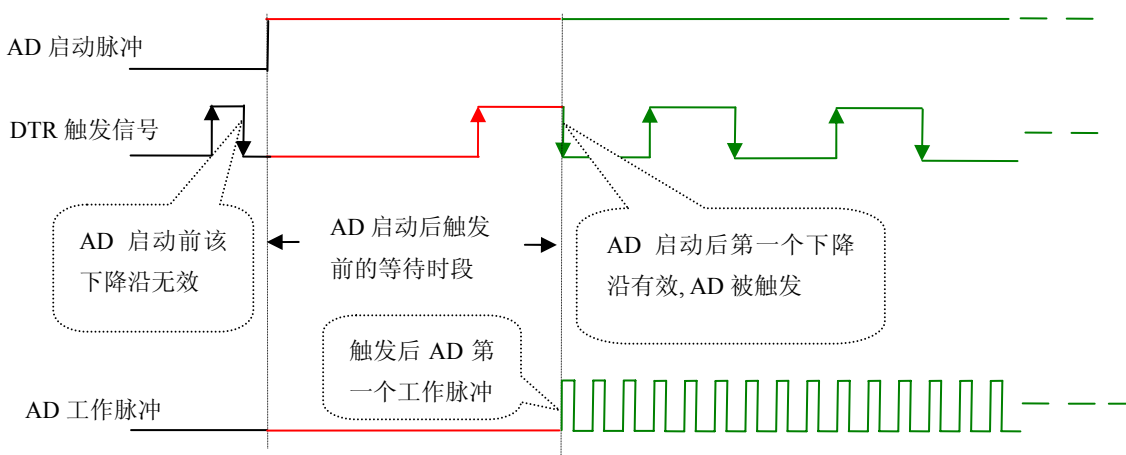 AD 启动脉冲
DTR 触发信号
AD 启动前该
下降沿无效
AD 启动后触发
前的等待时段
AD 启动后第一个下降
沿有效, AD 被触发
触发后 AD 第
一个工作脉冲
AD 工作脉冲